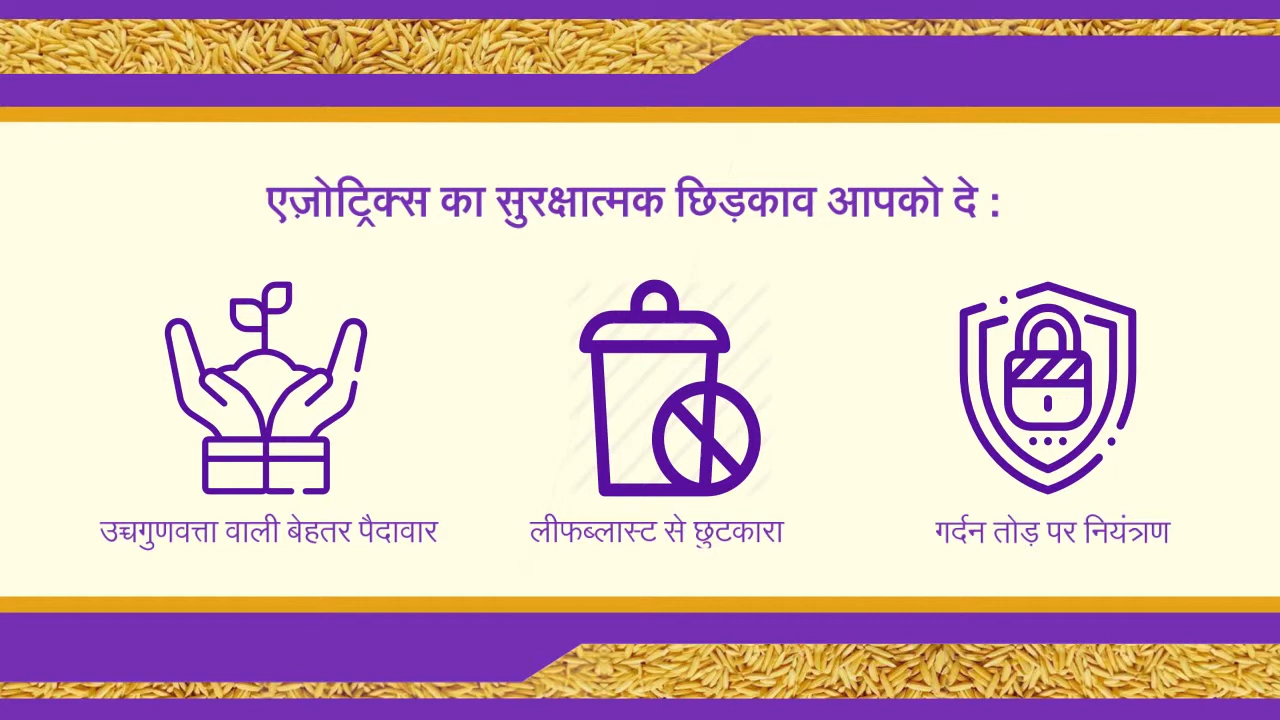 एज़ोट्रिक्स का सुरक्षात्मक छिड़काव आपको दे :
उच्चगुणवत्ता वाली बेहतर पैदावार
लीफब्लास्ट से छुटकारा
गर्दन तोड़ पर नियंत्रण